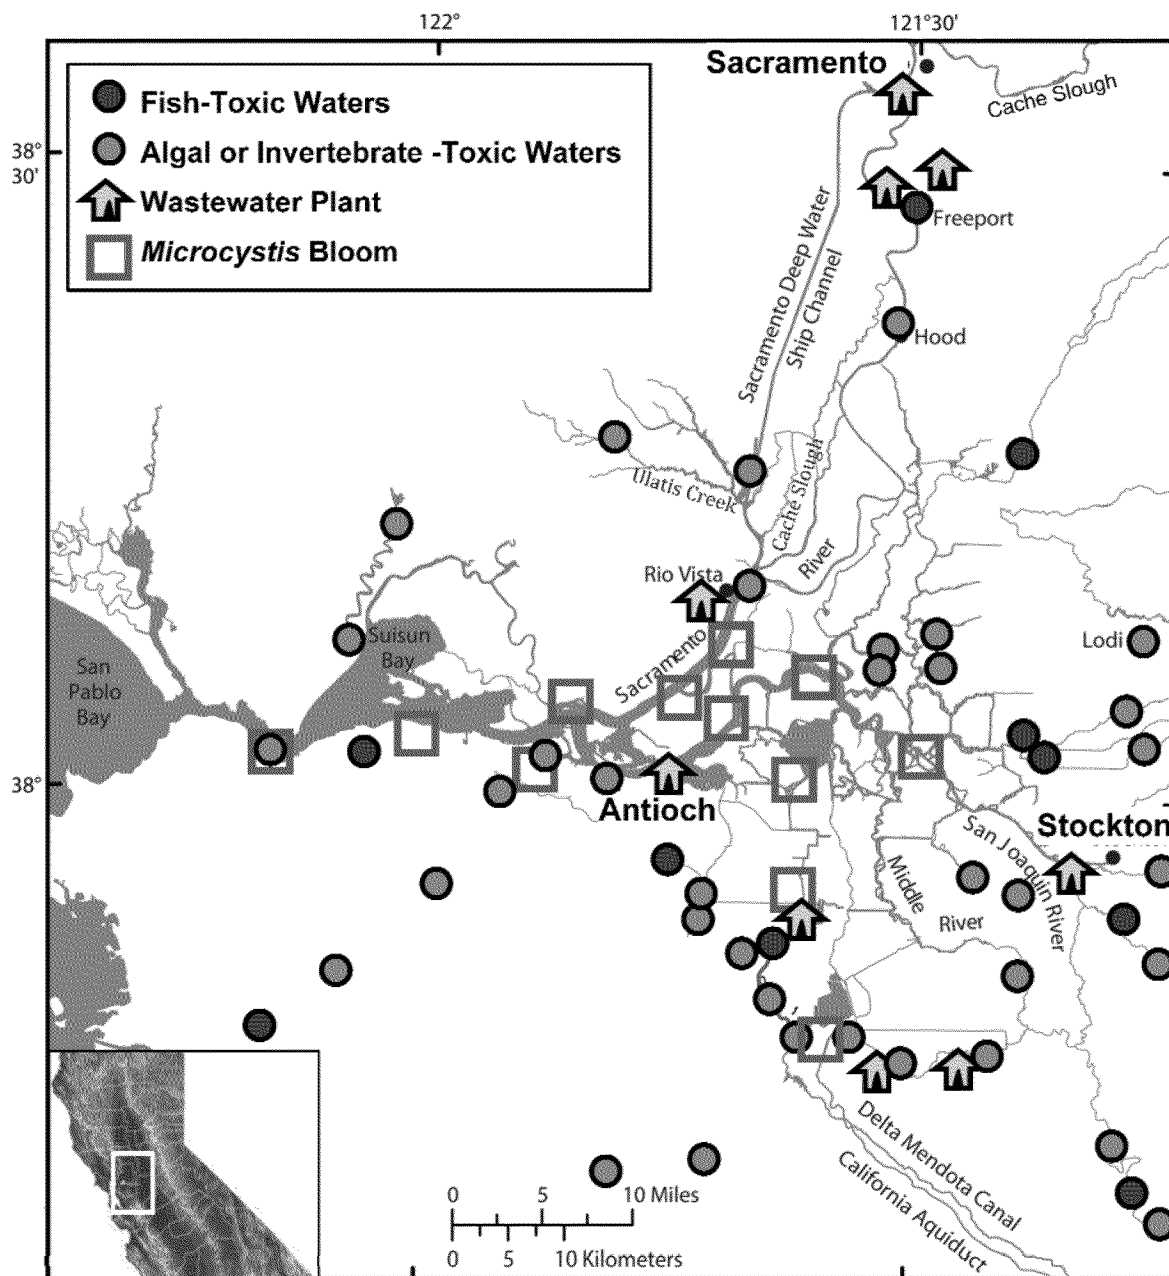 122°
121°30'
Sacramento
Cache Slough
Fish-Toxic Waters
Algal or Invertebrate -Toxic Waters
Wastewater Plant
Microcystis Bloom
38°
30'
Freeport
Sacramento Deep Water
Ship Channel
Hood
Ulatis Creek
Cache Slough
River
Rio Vista
Sacramento
Suisun
Bay
San
Pablo
Bay
Lodi
38°
Antioch
Stockton
San Joaquin River
Middle
River
Delta Mendota Canal
California Aquiduct
0 5 10 Miles
0 5 10 Kilometers